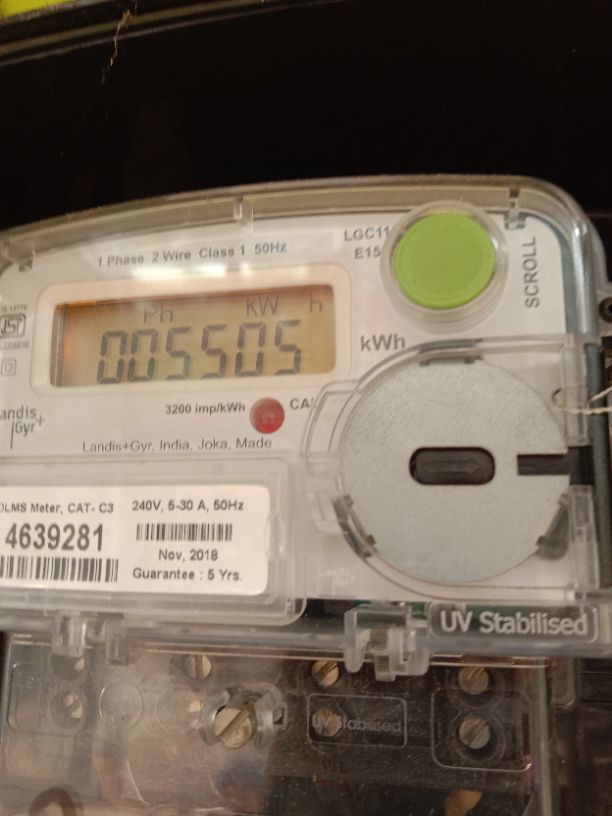 1 Phase 2 Wire Class 1 50Hz
LGC11
E15
SCROLL
Ph kW h
005505
kWh
3200 imp/kWh
Landis+Gyr, India, Joka, Made
Gyr+
DLMS Meter, CAT- C3 240V, 5-30 A, 50Hz
4639281
Nov, 2018
Guarantee : 5 Yrs.
UV Stabilised
UV Stabilised